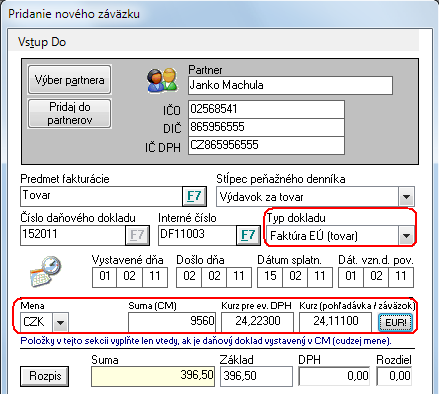 Pridanie nového záväzku
Vstup Do
Výber partnera
Partner
Janko Machula
Pridaj do partnerov
IČO 02568541
DIČ 865956555
IČ DPH CZ865956555
Predmet fakturácie Stĺpec peňažného denníka
Tovar F7 Výdavok za tovar
Číslo daňového dokladu Interné číslo Typ dokladu
152011 F7 DF11003 F7 Faktúra EÚ (tovar)
Vystavené dňa Došlo dňa Dátum splatn. Dát. vzn.d. pov.
01 02 11 02 02 11 15 02 11 01 02 11
Mena Suma (CM) Kurz pre ev. DPH Kurz (pohľadávka / záväzok)
CZK 9560 24,22300 24,11100 EUR!
Položky v tejto sekcii vyplňte len vtedy, ak je daňový doklad vystavený v CM (cudzej mene).
Suma Základ DPH Rozdiel
Rozpis 396,50 396,50 0,00 0,00